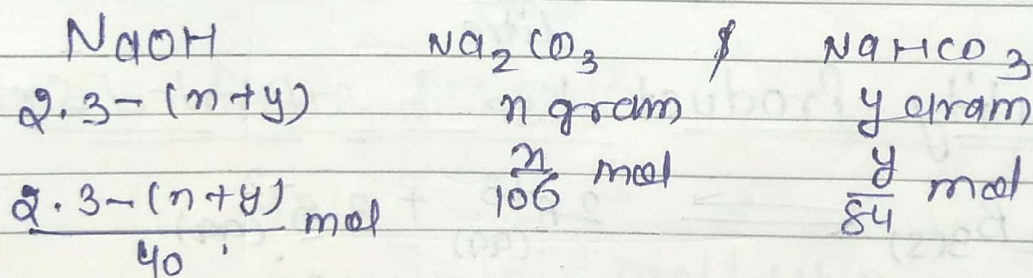 NaOH Na₂CO₃ $ NaHCO₃
2.3-(n+y) n gram y gram
2.3-(n+y)/40 mol n/106 mol y/84 mol